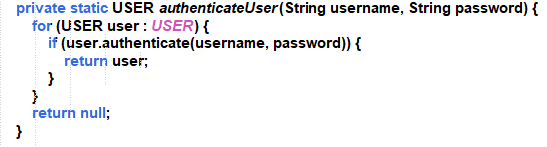 private static USER authenticateUser(String username, String password) {
for (USER user : USER) {
if (user.authenticate(username, password)) {
return user;
}
}
return null;
}